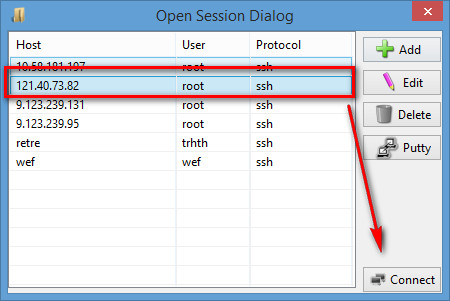 Open Session Dialog
Host User Protocol
10.58.181.197 root ssh
121.40.73.82 root ssh
9.123.239.131 root ssh
9.123.239.95 root ssh
retre trhth ssh
wef wef ssh
Add
Edit
Delete
Putty
Connect